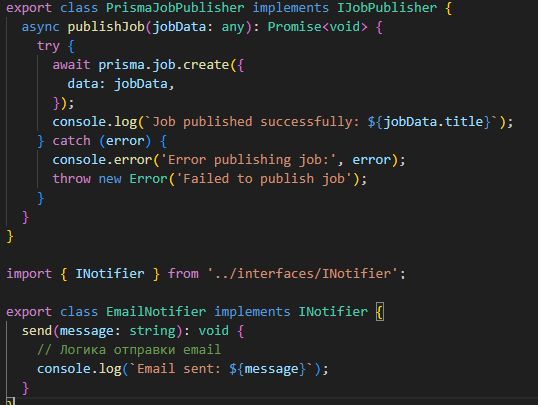 export class PrismaJobPublisher implements IJobPublisher {
  async publishJob(jobData: any): Promise<void> {
    try {
      await prisma.job.create({
        data: jobData,
      });
      console.log(`Job published successfully: ${jobData.title}`);
    } catch (error) {
      console.error('Error publishing job:', error);
      throw new Error('Failed to publish job');
    }
  }
}

import { INotifier } from '../interfaces/INotifier';

export class EmailNotifier implements INotifier {
  send(message: string): void {
    // Логика отправки email
    console.log(`Email sent: ${message}`);
  }
}